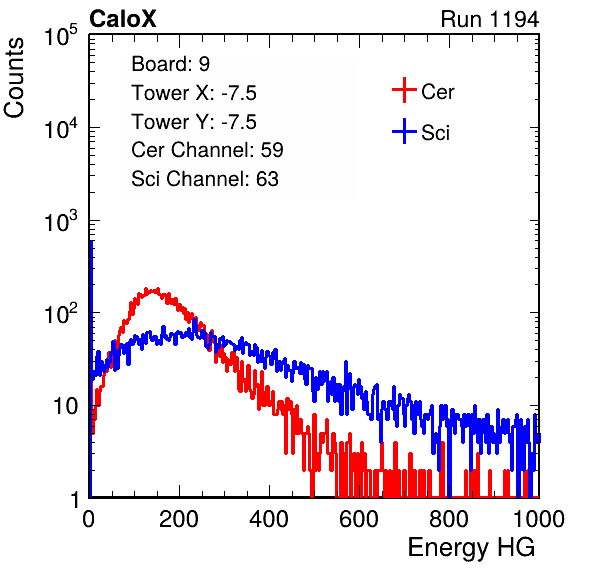 CaloX Run 1194
Counts
Board: 9
Tower X: -7.5
Tower Y: -7.5
Cer Channel: 59
Sci Channel: 63
Cer
Sci
10^5
10^4
10^3
10^2
10
1
0 200 400 600 800 1000
Energy HG